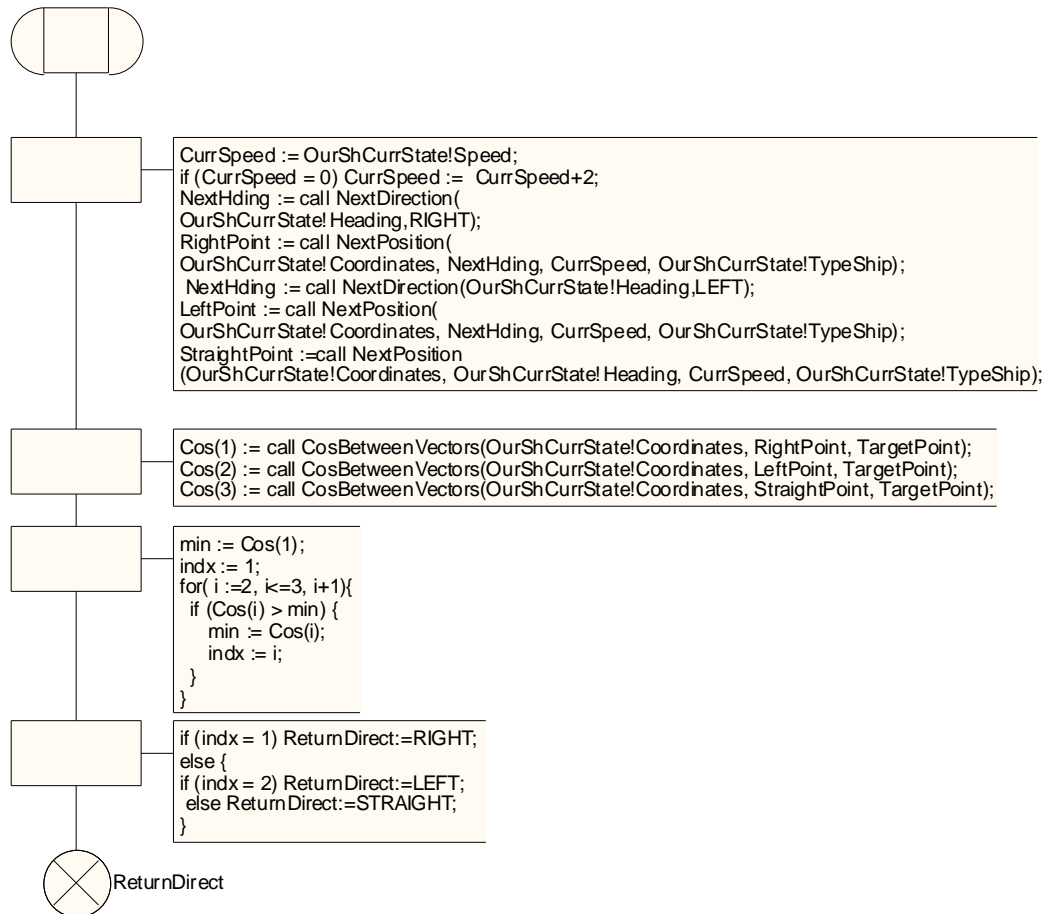 CurrSpeed := OurShCurrState!Speed;
if (CurrSpeed = 0) CurrSpeed := CurrSpeed+2;
NextHding := call NextDirection(
OurShCurrState!Heading,RIGHT);
RightPoint := call NextPosition(
OurShCurrState!Coordinates, NextHding, CurrSpeed, OurShCurrState!TypeShip);
NextHding := call NextDirection(OurShCurrState!Heading,LEFT);
LeftPoint := call NextPosition(
OurShCurrState!Coordinates, NextHding, CurrSpeed, OurShCurrState!TypeShip);
StraightPoint :=call NextPosition
(OurShCurrState!Coordinates, OurShCurrState!Heading, CurrSpeed, OurShCurrState!TypeShip);
Cos(1) := call CosBetweenVectors(OurShCurrState!Coordinates, RightPoint, TargetPoint);
Cos(2) := call CosBetweenVectors(OurShCurrState!Coordinates, LeftPoint, TargetPoint);
Cos(3) := call CosBetweenVectors(OurShCurrState!Coordinates, StraightPoint, TargetPoint);
min := Cos(1);
indx := 1;
for( i :=2, i<=3, i+1){
if (Cos(i) > min) {
min := Cos(i);
indx := i;
}
}
if (indx = 1) ReturnDirect:=RIGHT;
else {
if (indx = 2) ReturnDirect:=LEFT;
else ReturnDirect:=STRAIGHT;
}
ReturnDirect